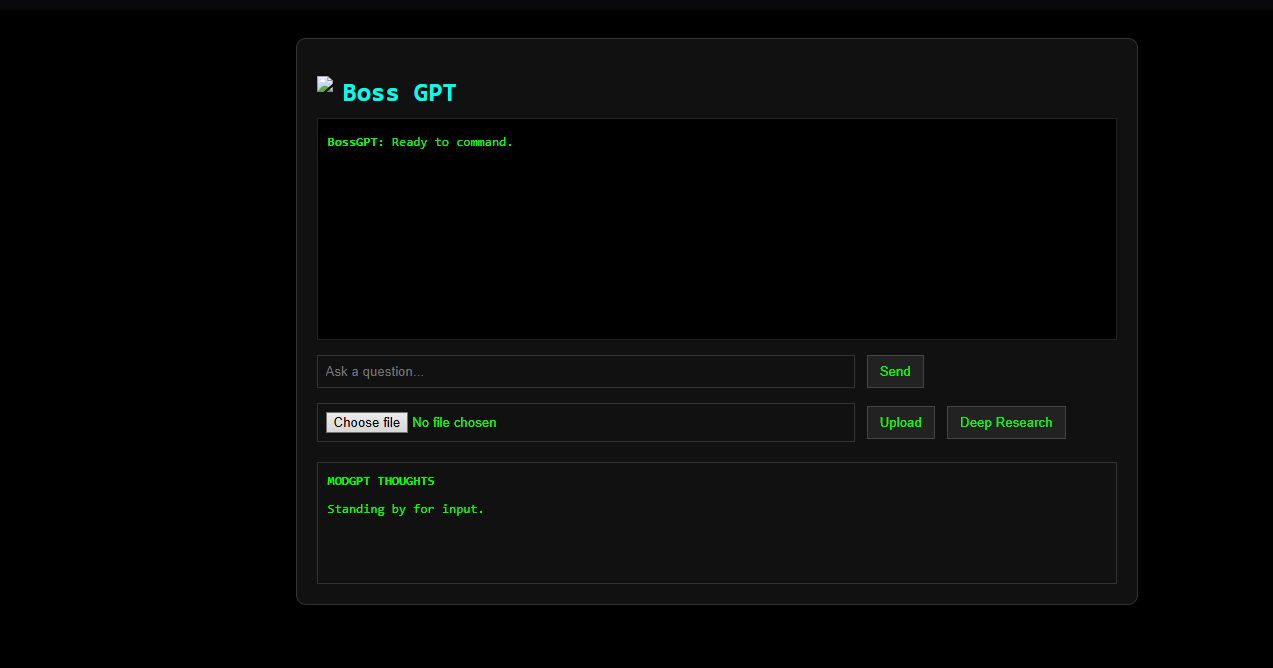 Boss GPT
BossGPT: Ready to command.
Ask a question...
Send
Choose file No file chosen
Upload
Deep Research
MODGPT THOUGHTS
Standing by for input.